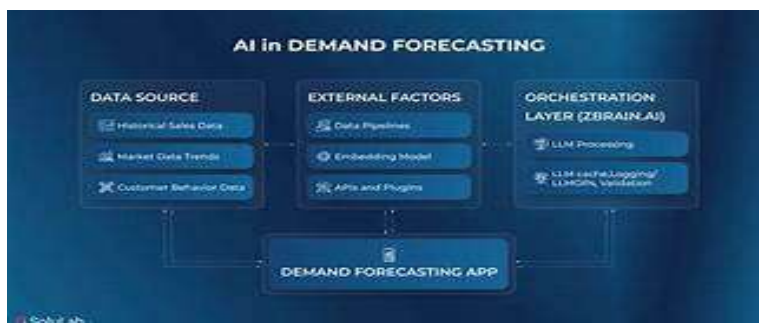 AI in DEMAND FORECASTING
DATA SOURCE
Historical Sales Data
Market Data Trends
Customer Behavior Data
EXTERNAL FACTORS
Data Pipelines
Embedding Model
APIs and Plugins
ORCHESTRATION
LAYER (ZBRAIN.AI)
LLM Processing
LLM cache,Logging/
LLMOPs, Validation
DEMAND FORECASTING APP
SoluLab